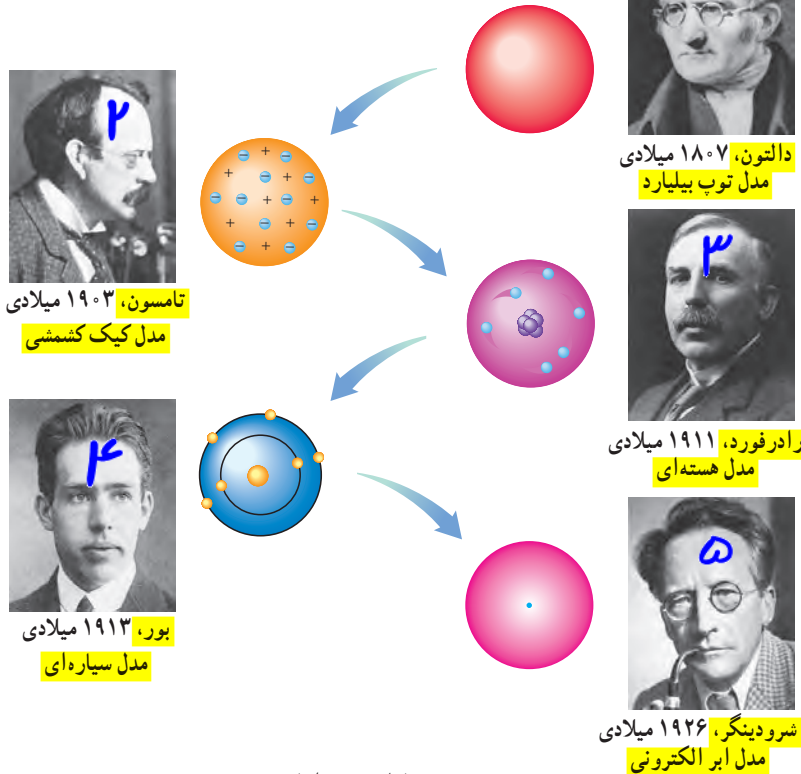 دالتون، ۱۸۰۷ میلادی
مدل توپ بیلیارد
۲
تامسون، ۱۹۰۳ میلادی
مدل کیک کشمشی
۳
رادرفورد، ۱۹۱۱ میلادی
مدل هسته‌ای
۴
بور، ۱۹۱۳ میلادی
مدل سیاره‌ای
۵
شرودینگر، ۱۹۲۶ میلادی
مدل ابر الکترونی